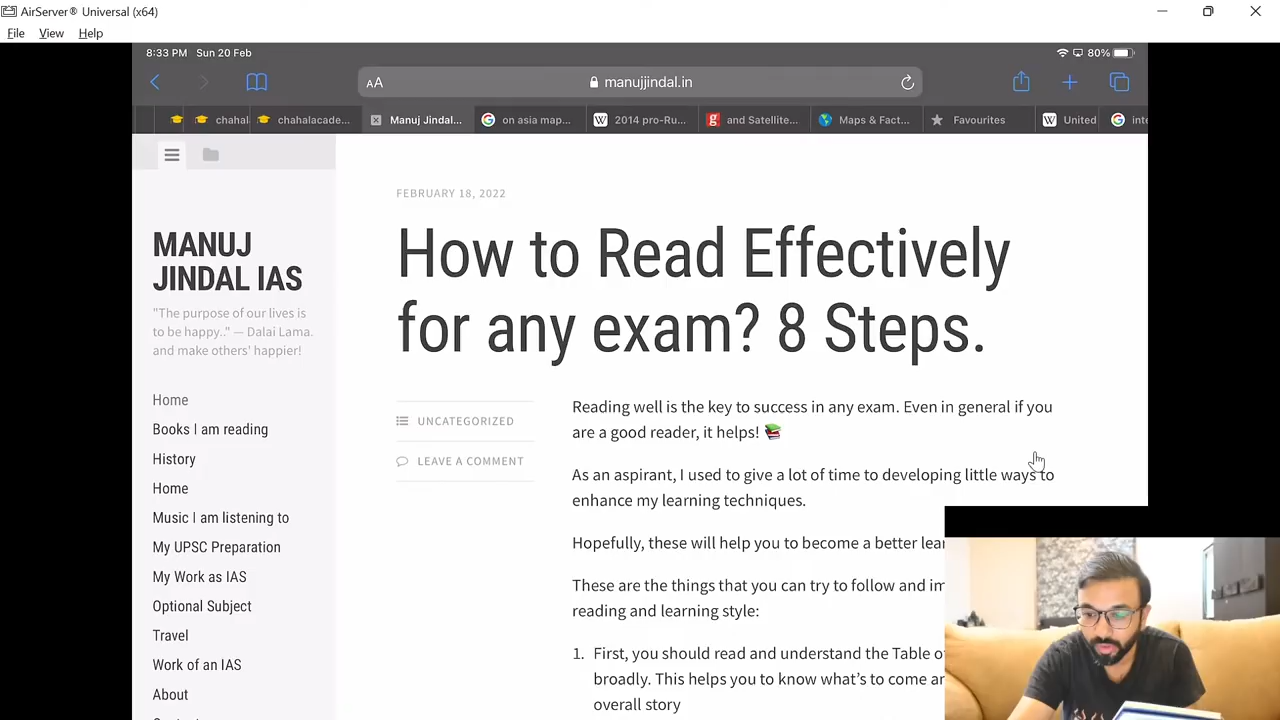 AirServer® Universal (x64)
File View Help
8:33 PM Sun 20 Feb
80%
AA
manujjindal.in
chahal
chahalacade...
Manuj Jindal...
on asia map...
2014 pro-Ru...
and Satellite...
Maps & Fact...
Favourites
United
inte
FEBRUARY 18, 2022
How to Read Effectively
for any exam? 8 Steps.
MANUJ
JINDAL IAS
"The purpose of our lives is
to be happy.." — Dalai Lama.
and make others' happier!
Home
Books I am reading
History
Home
Music I am listening to
My UPSC Preparation
My Work as IAS
Optional Subject
Travel
Work of an IAS
About
UNCATEGORIZED
LEAVE A COMMENT
Reading well is the key to success in any exam. Even in general if you
are a good reader, it helps! 📚
As an aspirant, I used to give a lot of time to developing little ways to
enhance my learning techniques.
Hopefully, these will help you to become a better lear
These are the things that you can try to follow and im
reading and learning style:
1. First, you should read and understand the Table o
broadly. This helps you to know what's to come a
overall story